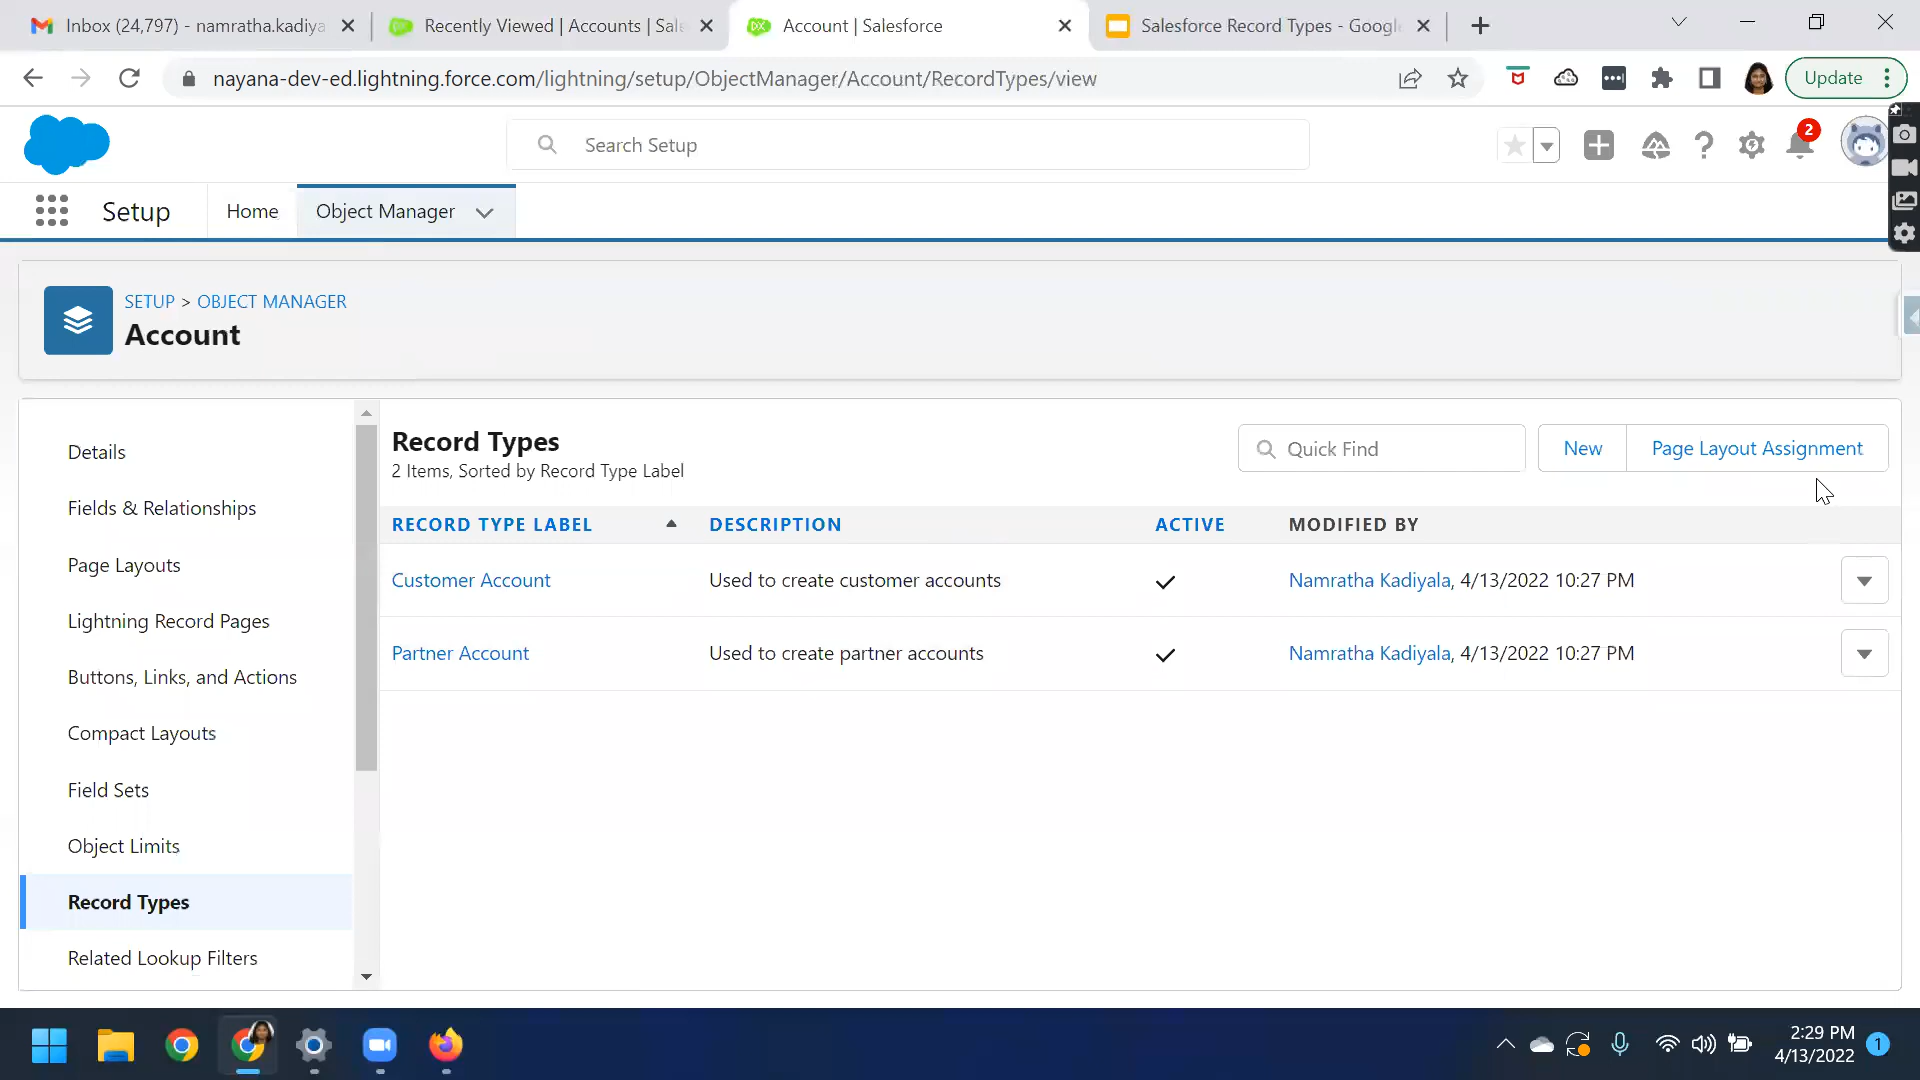 Inbox (24,797) - namratha.kadiya
Recently Viewed | Accounts | Sale
Account | Salesforce
Salesforce Record Types - Google
nayana-dev-ed.lightning.force.com/lightning/setup/ObjectManager/Account/RecordTypes/view
Update
Search Setup
2
Setup
Home
Object Manager
SETUP > OBJECT MANAGER
Account
Details
Fields & Relationships
Page Layouts
Lightning Record Pages
Buttons, Links, and Actions
Compact Layouts
Field Sets
Object Limits
Record Types
Related Lookup Filters
Record Types
2 Items, Sorted by Record Type Label
Quick Find
New
Page Layout Assignment
RECORD TYPE LABEL DESCRIPTION ACTIVE MODIFIED BY
Customer Account Used to create customer accounts Namratha Kadiyala, 4/13/2022 10:27 PM
Partner Account Used to create partner accounts Namratha Kadiyala, 4/13/2022 10:27 PM
2:29 PM
4/13/2022
1